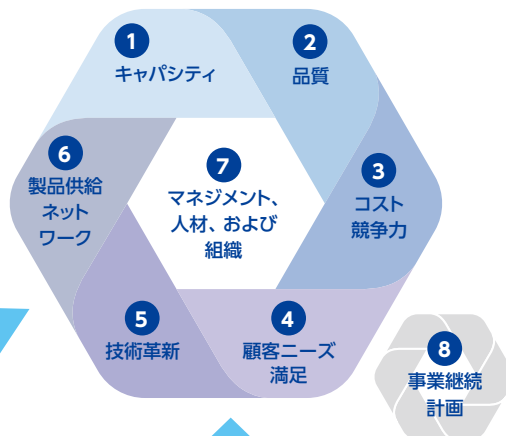 1
キャパシティ
2
品質
3
コスト
競争力
4
顧客ニーズ
満足
5
技術革新
6
製品供給
ネット
ワーク
7
マネジメント、
人材、および
組織
8
事業継続
計画